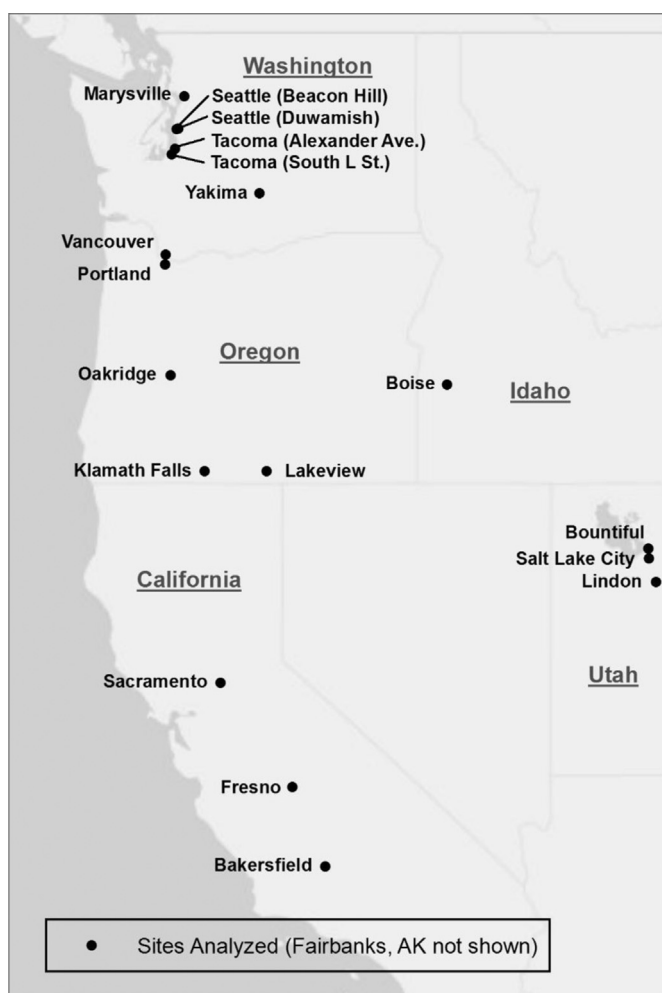 Washington
Marysville
Seattle (Beacon Hill)
Seattle (Duwamish)
Tacoma (Alexander Ave.)
Tacoma (South L St.)
Yakima
Vancouver
Portland
Oakridge
Oregon
Boise
Idaho
Klamath Falls
Lakeview
Bountiful
Salt Lake City
Lindon
California
Utah
Sacramento
Fresno
Bakersfield
Sites Analyzed (Fairbanks, AK not shown)